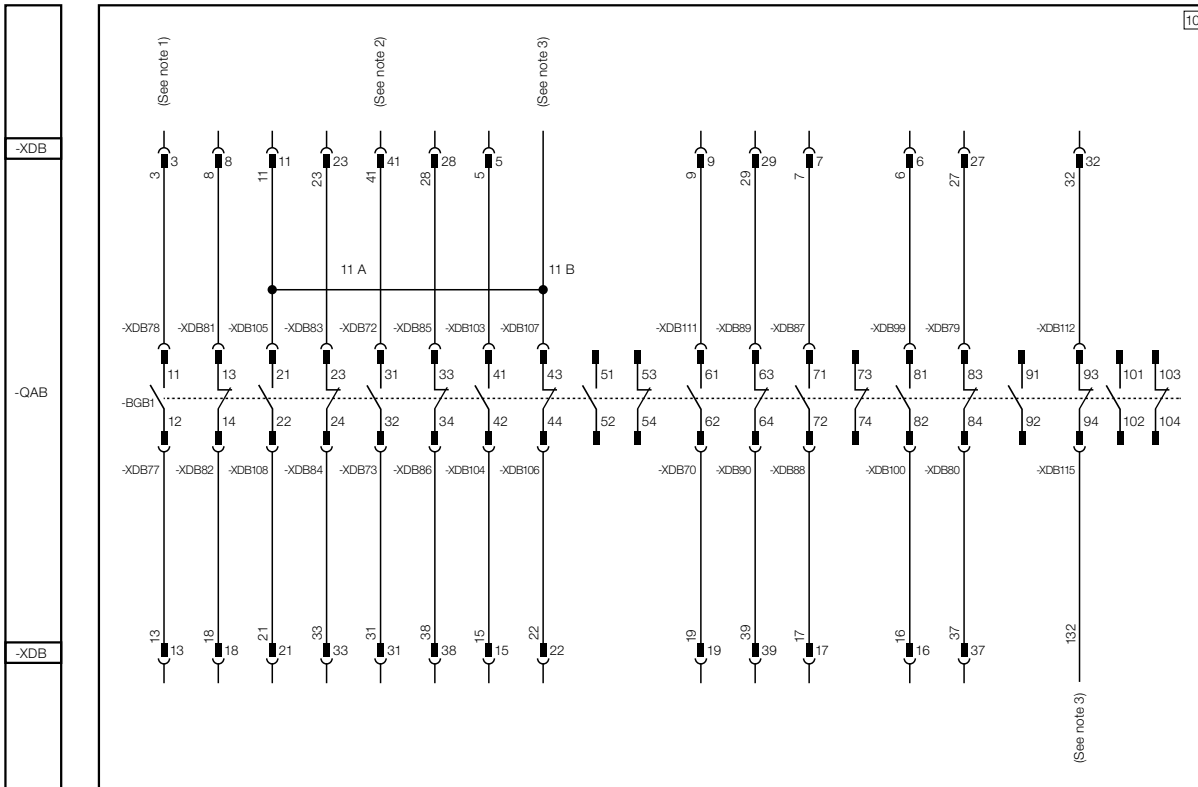 10
(See note 1)
(See note 2)
(See note 3)
-XDB
3 8 11 23 41 28 5 9 29 7 6 27 32
3 8 11 23 41 28 5 9 29 7 6 27 32
11 A
11 B
-XDB78 -XDB81 -XDB105 -XDB83 -XDB72 -XDB85 -XDB103 -XDB107 -XDB111 -XDB89 -XDB87 -XDB99 -XDB79 -XDB112
11 13 21 23 31 33 41 43 51 53 61 63 71 73 81 83 91 93 101 103
-QAB
-BGB1
12 14 22 24 32 34 42 44 52 54 62 64 72 74 82 84 92 94 102 104
-XDB77 -XDB82 -XDB108 -XDB84 -XDB73 -XDB86 -XDB104 -XDB106 -XDB70 -XDB90 -XDB88 -XDB100 -XDB80 -XDB115
13 18 21 33 31 38 15 22 19 39 17 16 37 132
-XDB
13 18 21 33 31 38 15 22 19 39 17 16 37
(See note 3)